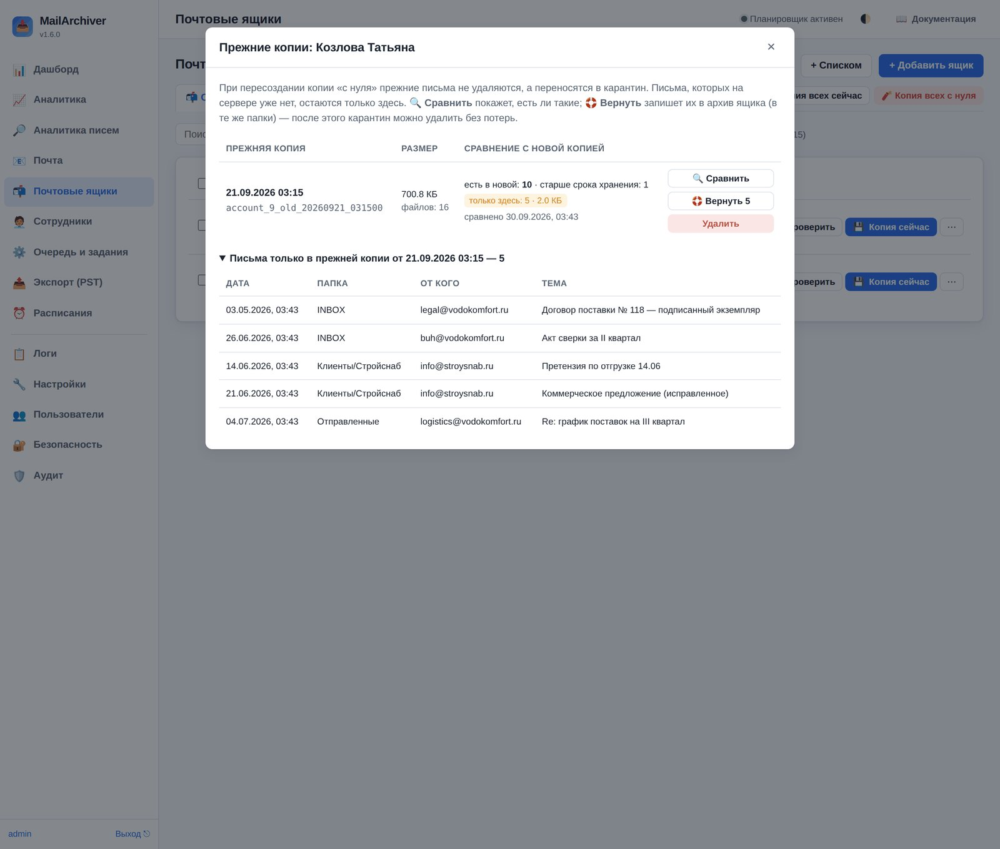 MailArchiver
v1.6.0
Дашборд
Аналитика
Аналитика писем
Почта
Почтовые ящики
Сотрудники
Очередь и задания
Экспорт (PST)
Расписания
Логи
Настройки
Пользователи
Безопасность
Аудит
admin
Выход
Почтовые ящики
Планировщик активен
Документация
+ Списком
+ Добавить ящик
всех сейчас
Копия всех с нуля
15)
Копия сейчас
Копия сейчас
Прежние копии: Козлова Татьяна
При пересоздании копии «с нуля» прежние письма не удаляются, а переносятся в карантин. Письма, которых на
сервере уже нет, остаются только здесь. 🔍 Сравнить покажет, есть ли такие; 🛟 Вернуть запишет их в архив ящика (в
те же папки) — после этого карантин можно удалить без потерь.
ПРЕЖНЯЯ КОПИЯ РАЗМЕР СРАВНЕНИЕ С НОВОЙ КОПИЕЙ
21.09.2026 03:15
account_9_old_20260921_031500
700.8 КБ
файлов: 16
есть в новой: 10 · старше срока хранения: 1
только здесь: 5 · 2.0 КБ
сравнено 30.09.2026, 03:43
🔍 Сравнить
🛟 Вернуть 5
Удалить
▼ Письма только в прежней копии от 21.09.2026 03:15 — 5
ДАТА ПАПКА ОТ КОГО ТЕМА
03.05.2026, 03:43 INBOX legal@vodokomfort.ru Договор поставки № 118 — подписанный экземпляр
26.06.2026, 03:43 INBOX buh@vodokomfort.ru Акт сверки за II квартал
14.06.2026, 03:43 Клиенты/Стройснаб info@stroysnab.ru Претензия по отгрузке 14.06
21.06.2026, 03:43 Клиенты/Стройснаб info@stroysnab.ru Коммерческое предложение (исправленное)
04.07.2026, 03:43 Отправленные logistics@vodokomfort.ru Re: график поставок на III квартал